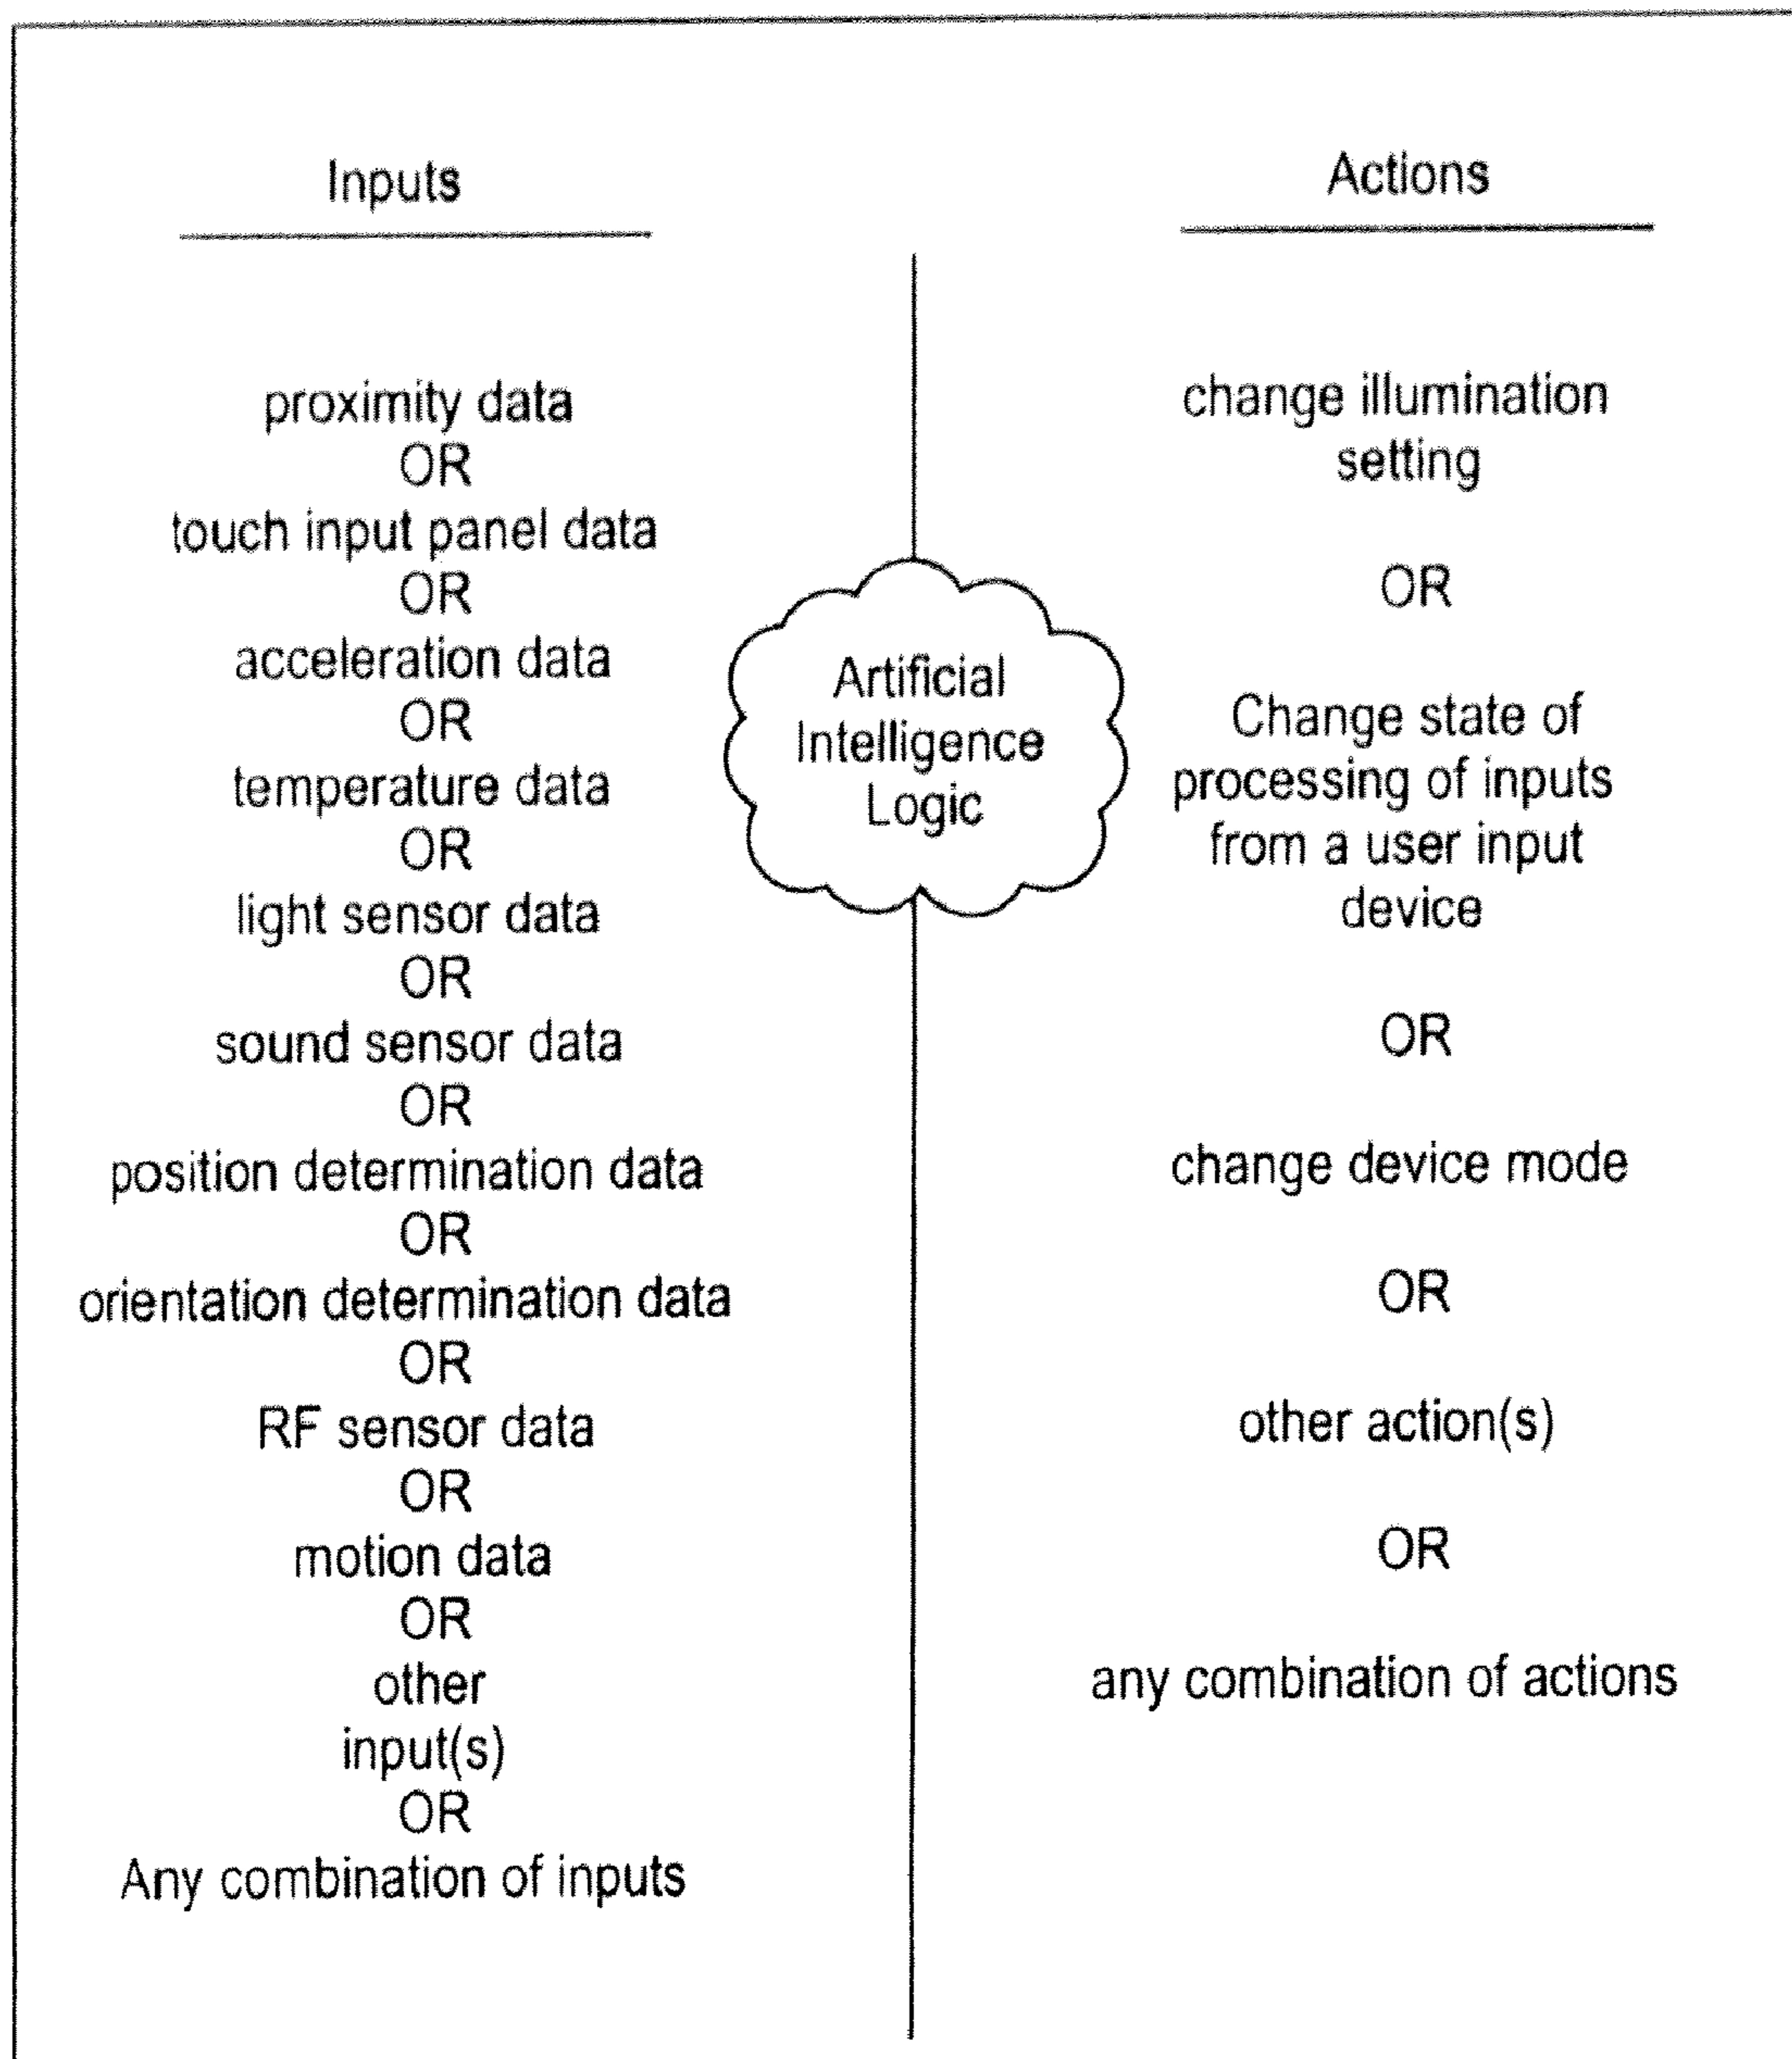 Inputs
proximity data
OR
touch input panel data
OR
acceleration data
OR
temperature data
OR
light sensor data
OR
sound sensor data
OR
position determination data
OR
orientation determination data
OR
RF sensor data
OR
motion data
OR
other
input(s)
OR
Any combination of inputs
Artificial
Intelligence
Logic
Actions
change illumination
setting
OR
Change state of
processing of inputs
from a user input
device
OR
change device mode
OR
other action(s)
OR
any combination of actions